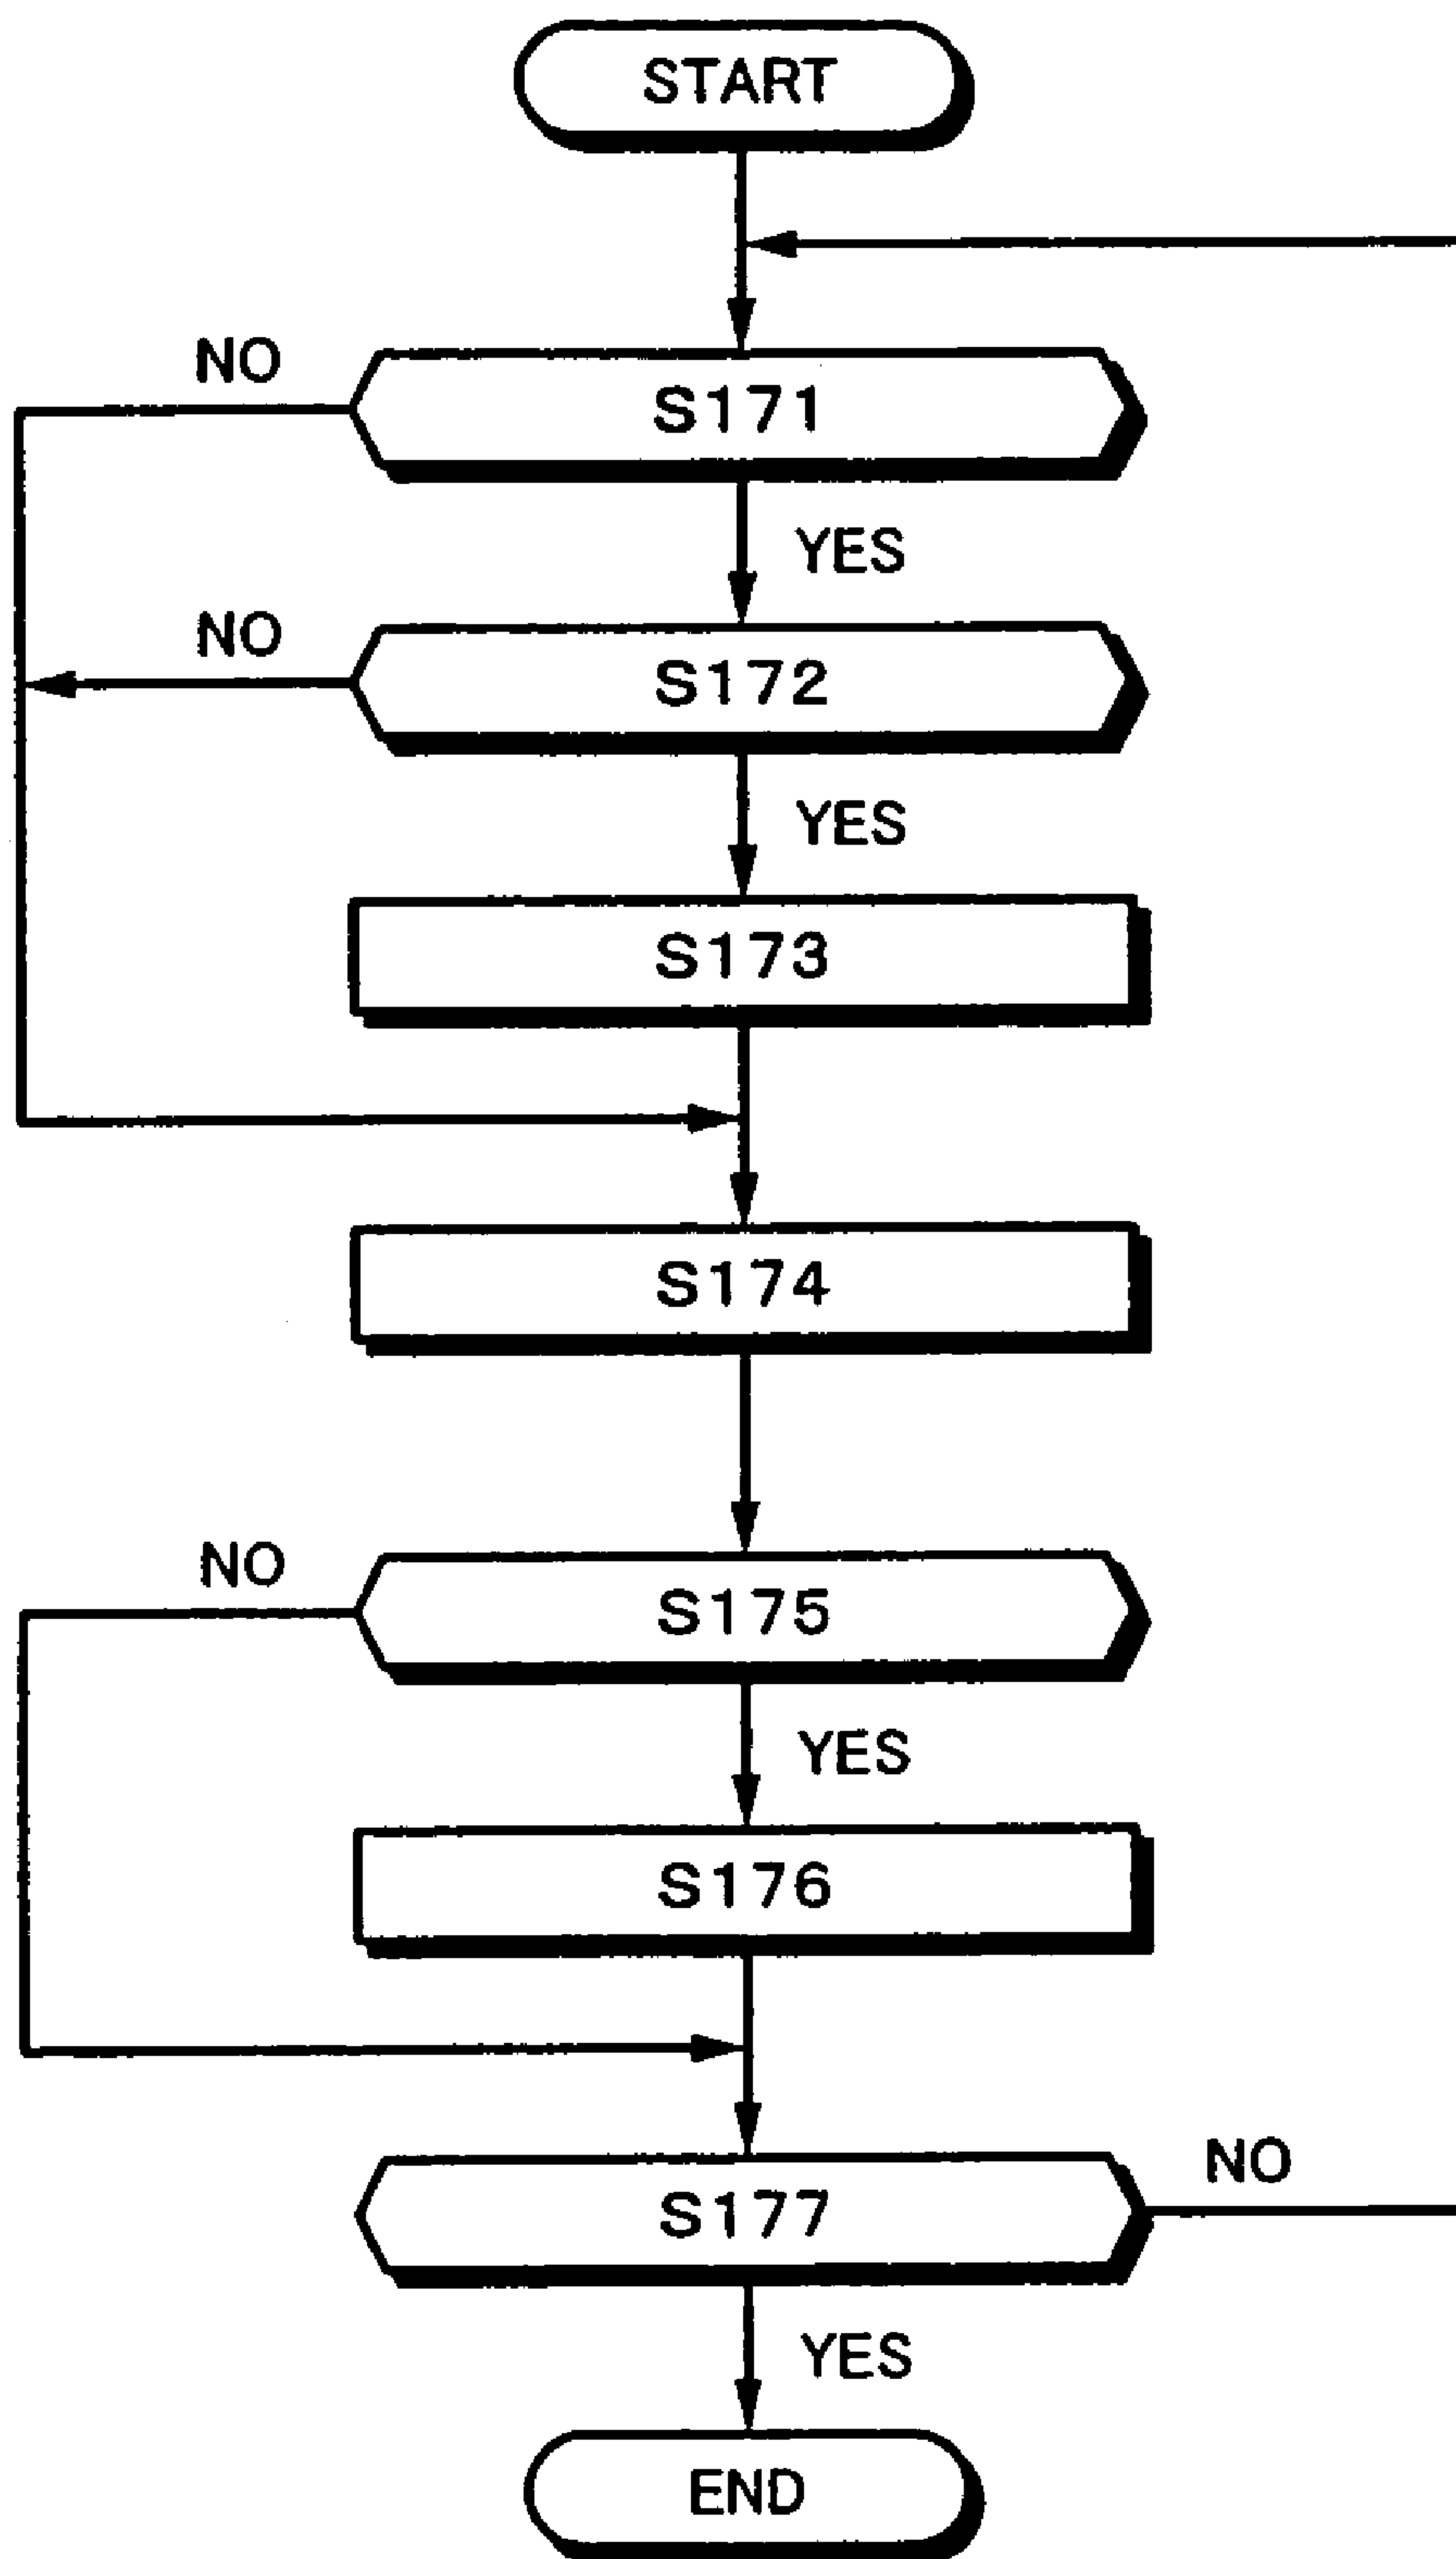 START
NO
S171
YES
NO
S172
YES
S173
S174
NO
S175
YES
S176
S177
NO
YES
END